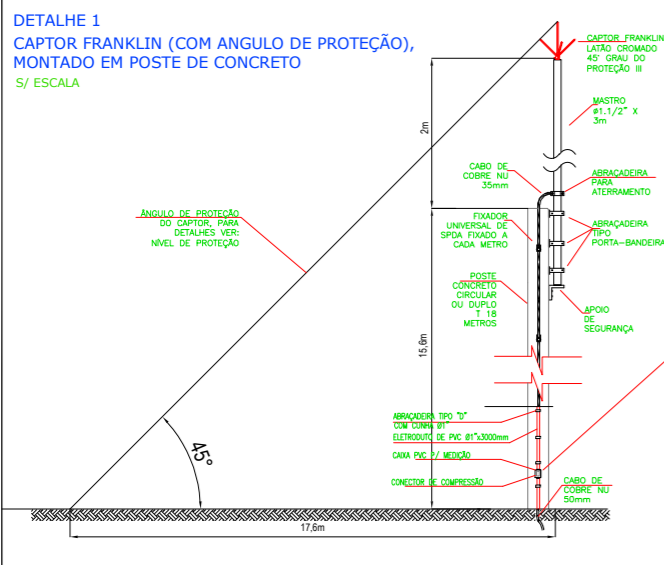 DETALHE 1
CAPTOR FRANKLIN (COM ANGULO DE PROTEÇÃO),
MONTADO EM POSTE DE CONCRETO
S/ ESCALA
CAPTOR FRANKLIN
LATÃO CROMADO
45° GRAU DO
PROTEÇÃO III
MASTRO
ø1.1/2" X
3m
2m
CABO DE
COBRE NU
35mm
ABRAÇADEIRA
PARA
ATERRAMENTO
ÂNGULO DE PROTEÇÃO
DO CAPTOR, PARA
DETALHES VER:
NÍVEL DE PROTEÇÃO
FIXADOR
UNIVERSAL DE
SPDA FIXADO A
CADA METRO
ABRAÇADEIRA
TIPO
PORTA-BANDEIRA
POSTE
CONCRETO
CIRCULAR
OU DUPLO
T 18
METROS
APOIO
DE
SEGURANÇA
15,6m
ABRAÇADEIRA TIPO "D"
COM CUNHA Ø1"
ELETRODUTO DE PVC Ø1"x3000mm
CAIXA PVC P/ MEDIÇÃO
CONECTOR DE COMPRESSÃO
45°
CABO DE
COBRE NU
50mm
17,6m